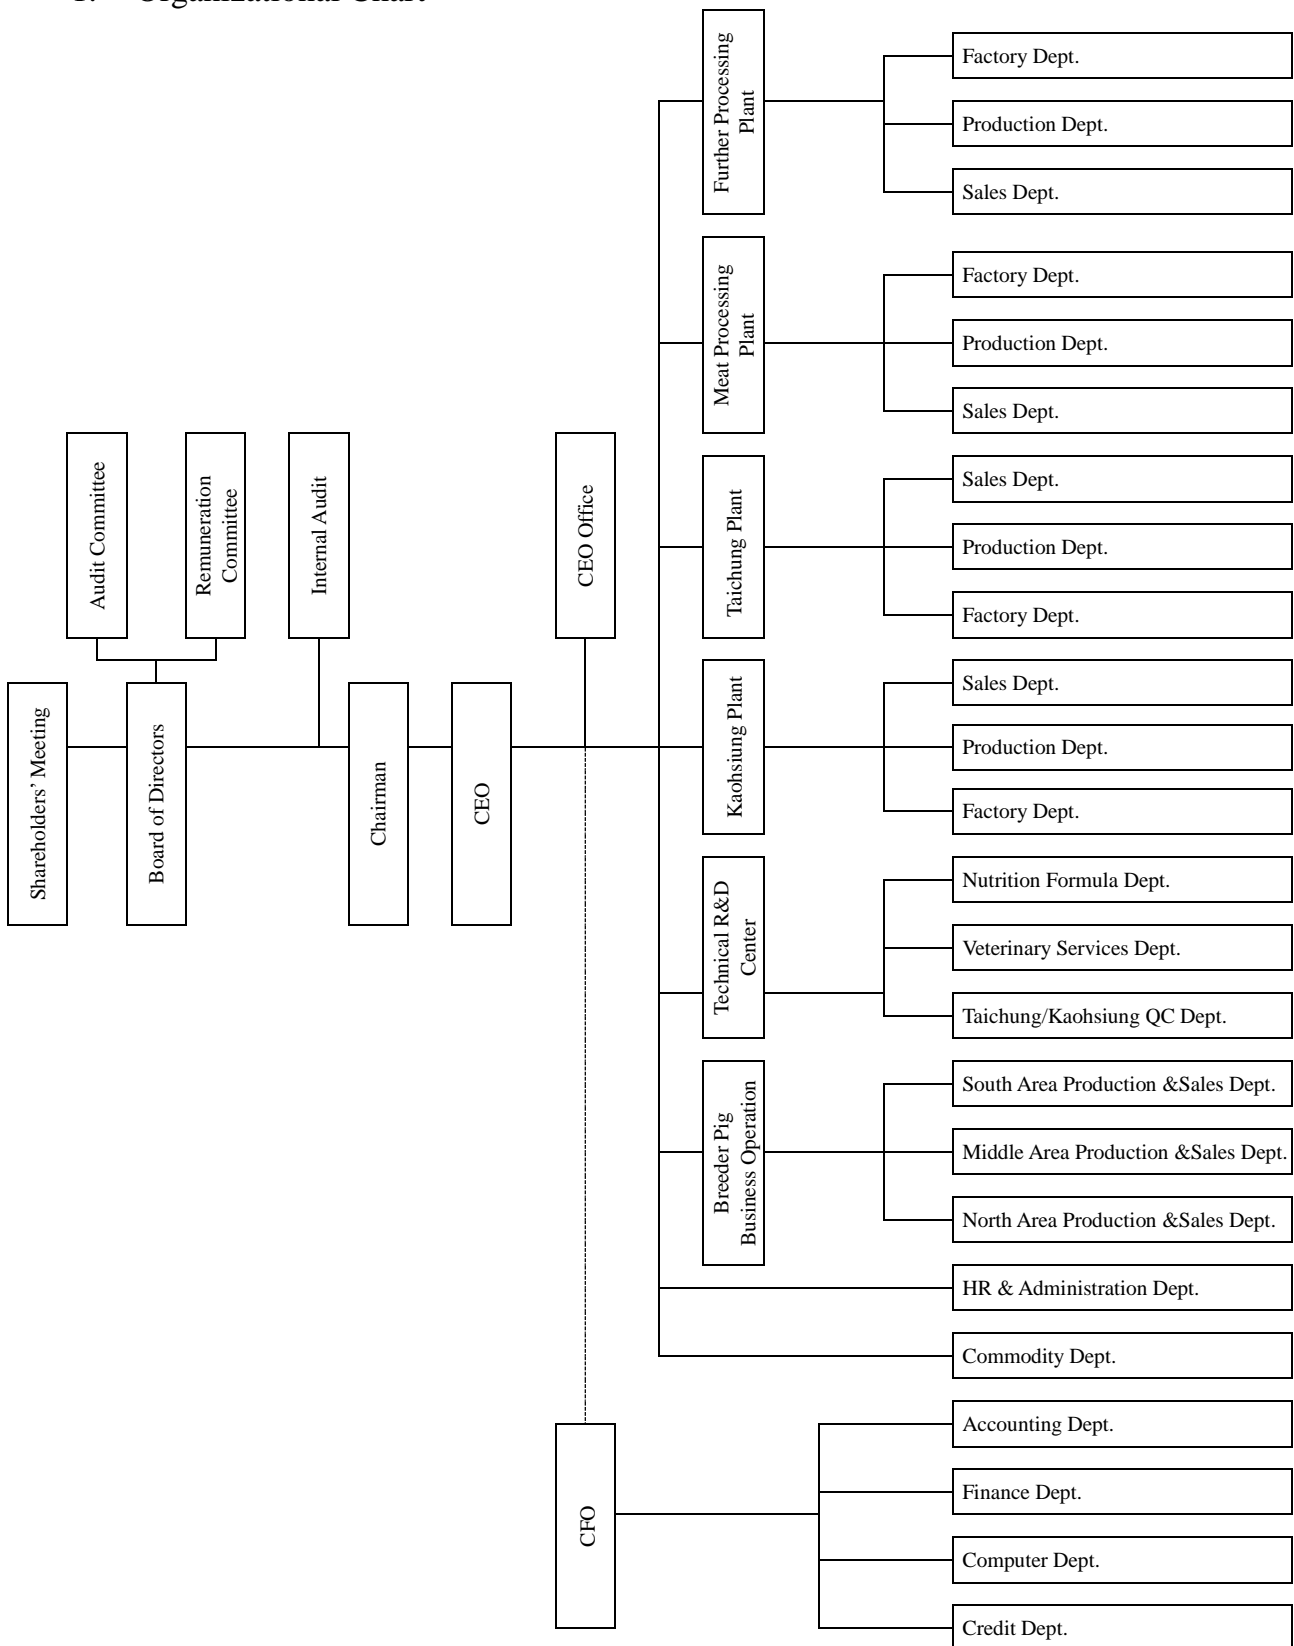 1. Organizational Chart
Further Processing
Plant
Factory Dept.
Production Dept.
Sales Dept.
Meat Processing
Plant
Factory Dept.
Production Dept.
Sales Dept.
Audit Committee
Remuneration
Committee
Internal Audit
CEO Office
Taichung Plant
Sales Dept.
Production Dept.
Factory Dept.
Shareholders’ Meeting
Board of Directors
Chairman
CEO
Kaohsiung Plant
Sales Dept.
Production Dept.
Factory Dept.
Technical R&D
Center
Nutrition Formula Dept.
Veterinary Services Dept.
Taichung/Kaohsiung QC Dept.
Breeder Pig
Business Operation
South Area Production &Sales Dept.
Middle Area Production &Sales Dept.
North Area Production &Sales Dept.
HR & Administration Dept.
Commodity Dept.
CFO
Accounting Dept.
Finance Dept.
Computer Dept.
Credit Dept.